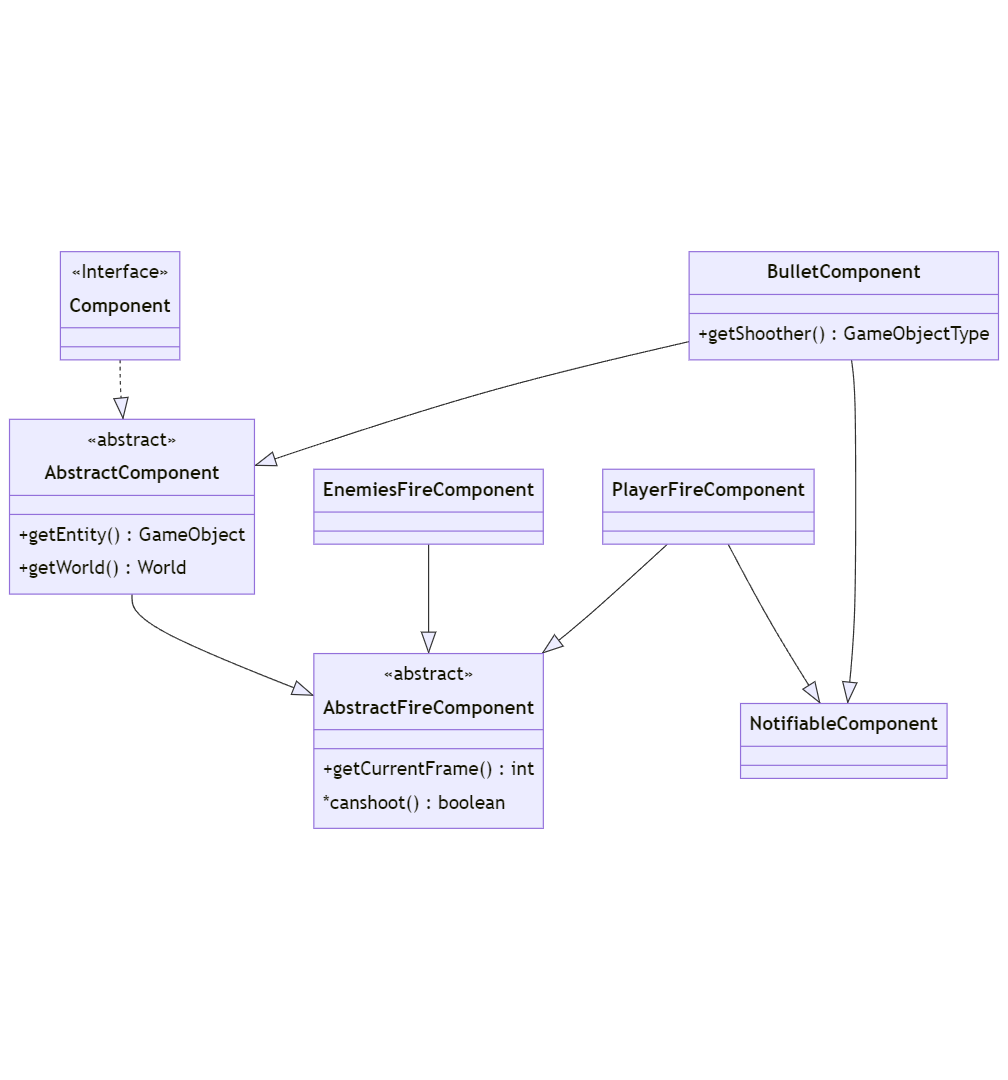 «Interface»
Component
BulletComponent
+getShoother() : GameObjectType
«abstract»
AbstractComponent
+getEntity() : GameObject
+getWorld() : World
EnemiesFireComponent
PlayerFireComponent
«abstract»
AbstractFireComponent
+getCurrentFrame() : int
*canshoot() : boolean
NotifiableComponent